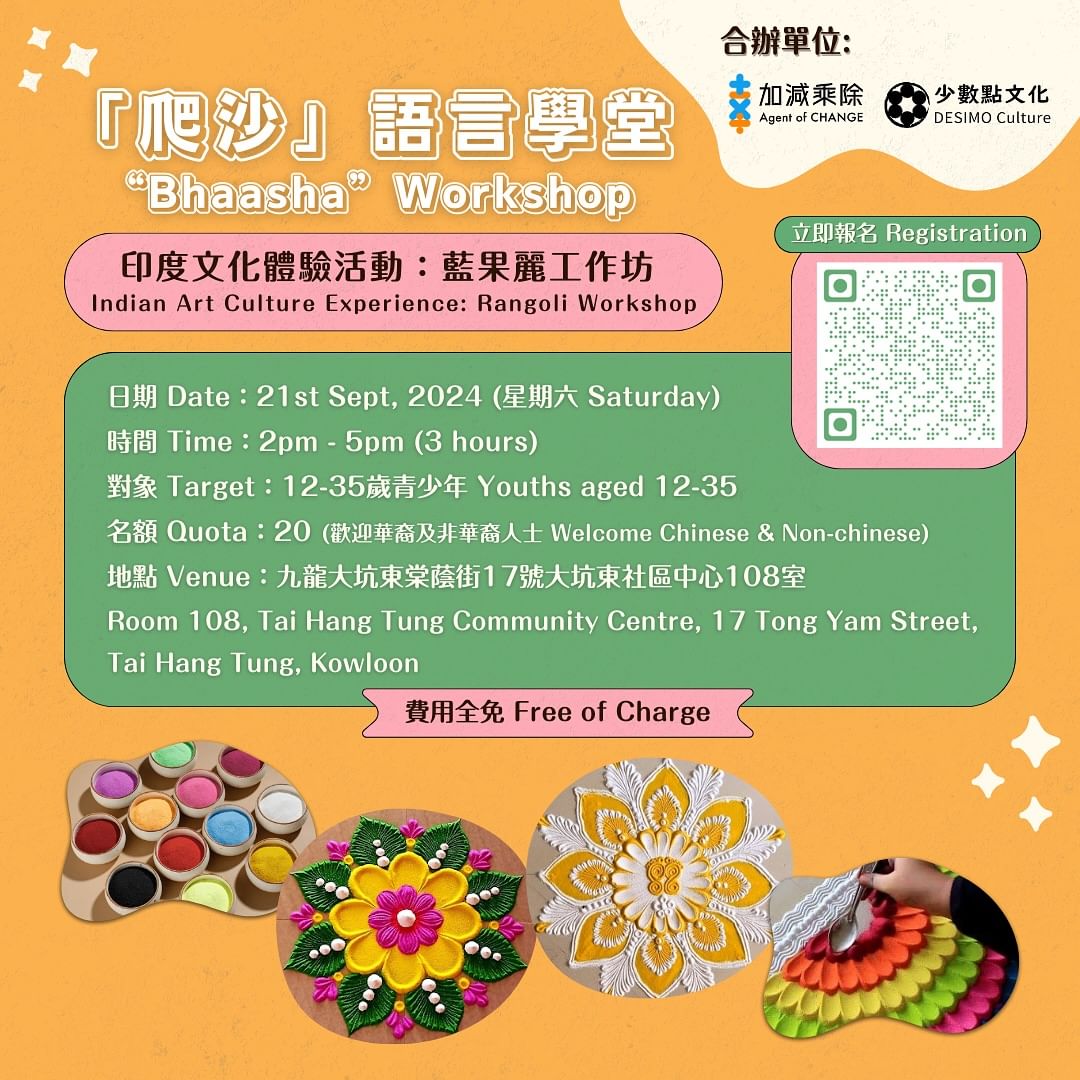 合辦單位:
加減乘除
Agent of CHANGE
少數點文化
DESIMO Culture
「爬沙」語言學堂
“Bhaasha” Workshop
印度文化體驗活動：藍果麗工作坊
Indian Art Culture Experience: Rangoli Workshop
立即報名 Registration
日期 Date：21st Sept, 2024 (星期六 Saturday)
時間 Time：2pm - 5pm (3 hours)
對象 Target：12-35歲青少年 Youths aged 12-35
名額 Quota：20 (歡迎華裔及非華裔人士 Welcome Chinese & Non-chinese)
地點 Venue：九龍大坑東棠蔭街17號大坑東社區中心108室
Room 108, Tai Hang Tung Community Centre, 17 Tong Yam Street,
Tai Hang Tung, Kowloon
費用全免 Free of Charge